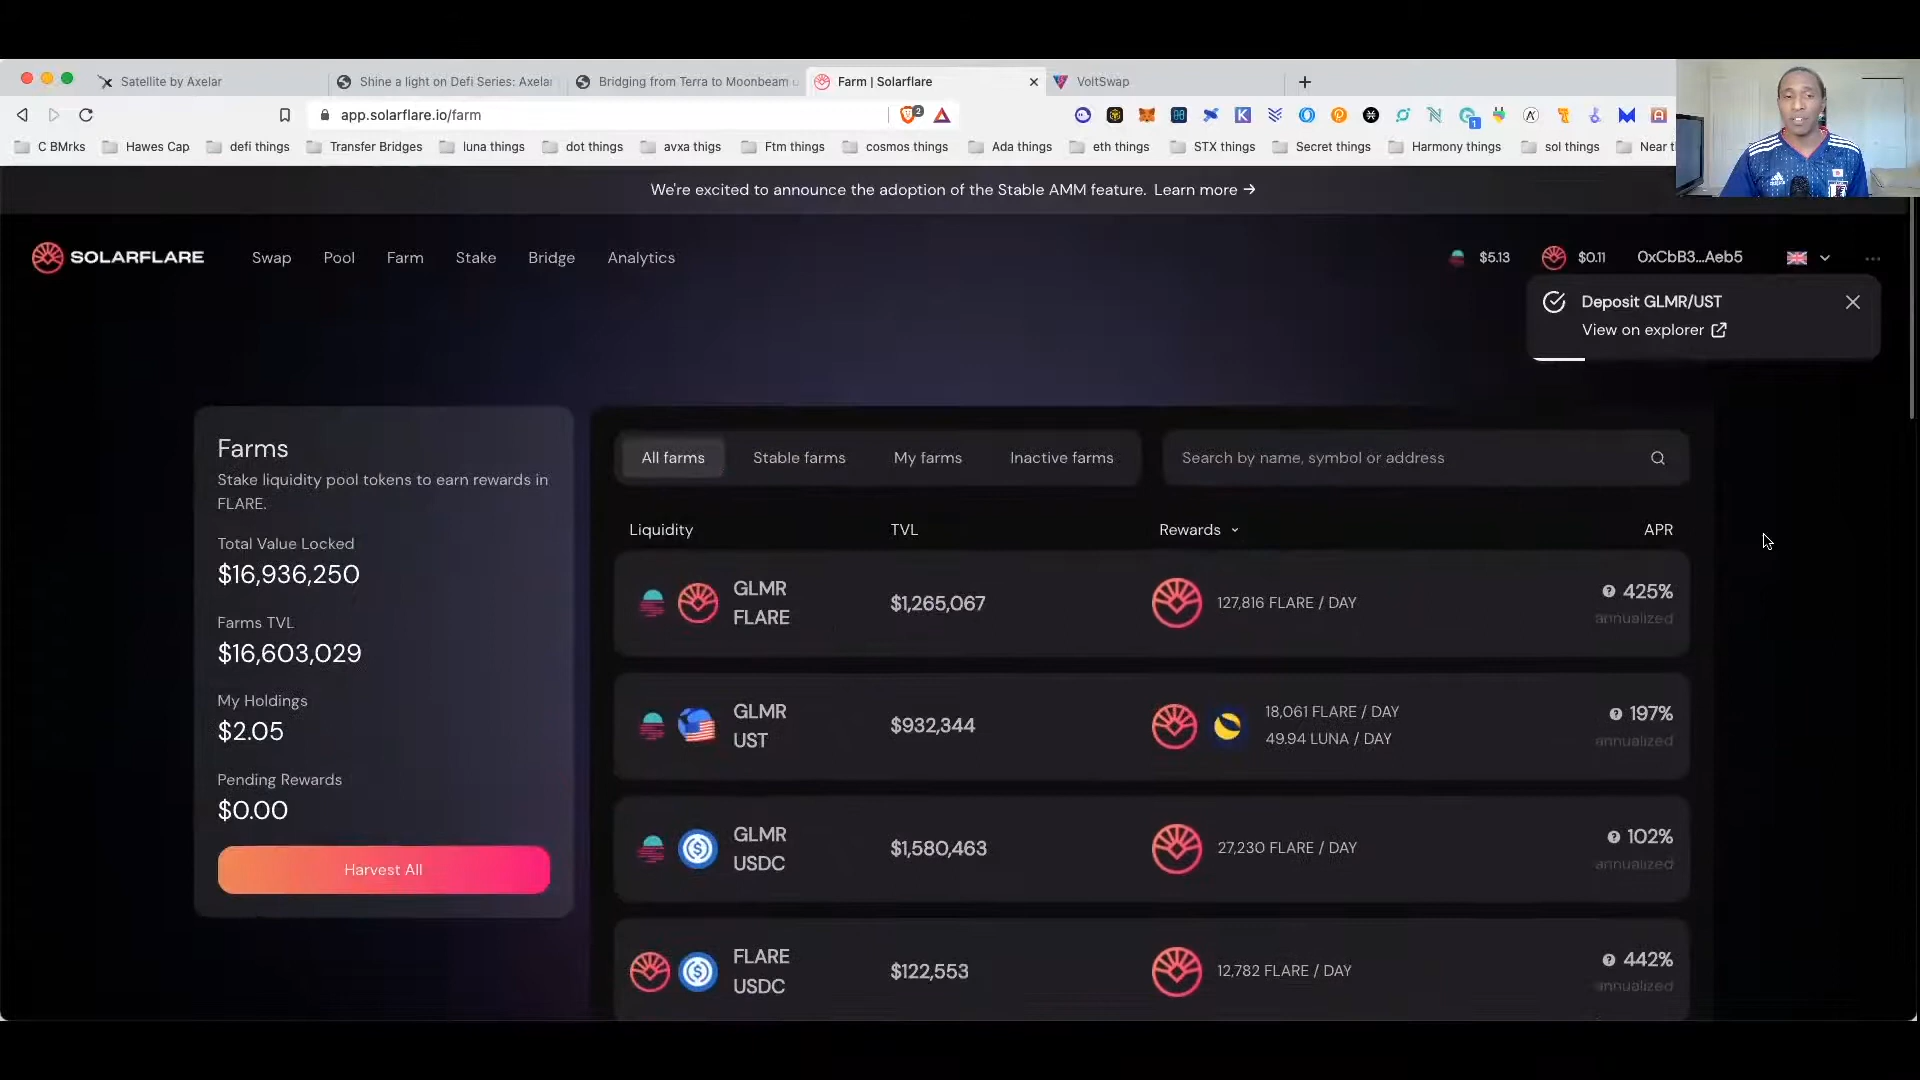 Satellite by Axelar
Shine a light on Defi Series: Axelar
Bridging from Terra to Moonbeam u
Farm | Solarflare
VoltSwap
app.solarflare.io/farm
2
1
C BMrks
Hawes Cap
defi things
Transfer Bridges
luna things
dot things
avxa thigs
Ftm things
cosmos things
Ada things
eth things
STX things
Secret things
Harmony things
sol things
Near t
We're excited to announce the adoption of the Stable AMM feature. Learn more →
SOLARFLARE
Swap
Pool
Farm
Stake
Bridge
Analytics
$5.13
$0.11
0xCbB3...Aeb5
Deposit GLMR/UST
View on explorer
Farms
Stake liquidity pool tokens to earn rewards in
FLARE.
Total Value Locked
$16,936,250
Farms TVL
$16,603,029
My Holdings
$2.05
Pending Rewards
$0.00
Harvest All
All farms
Stable farms
My farms
Inactive farms
Search by name, symbol or address
Liquidity
TVL
Rewards
APR
GLMR
FLARE
$1,265,067
127,816 FLARE / DAY
425%
annualized
GLMR
UST
$932,344
18,061 FLARE / DAY
49.94 LUNA / DAY
197%
annualized
GLMR
USDC
$1,580,463
27,230 FLARE / DAY
102%
annualized
FLARE
USDC
$122,553
12,782 FLARE / DAY
442%
annualized